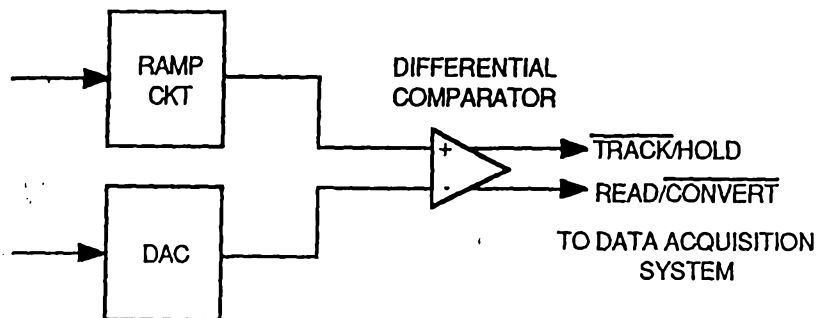 RAMP
CKT
DIFFERENTIAL
COMPARATOR
+
-
TRACK/HOLD
READ/CONVERT
DAC
TO DATA ACQUISITION
SYSTEM